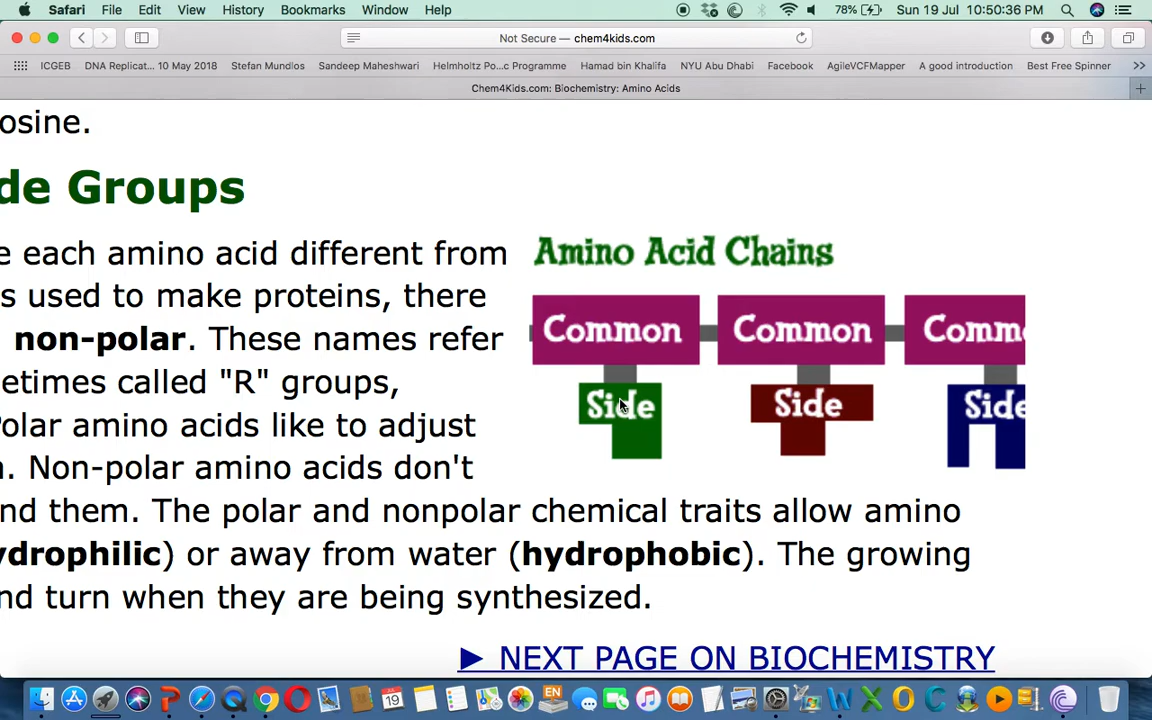 Safari File Edit View History Bookmarks Window Help 78% Sun 19 Jul 10:50:36 PM
Not Secure — chem4kids.com
ICGEB DNA Replicat... 10 May 2018 Stefan Mundlos Sandeep Maheshwari Helmholtz Po...c Programme Hamad bin Khalifa NYU Abu Dhabi Facebook AgileVCFMapper A good introduction Best Free Spinner >>
Chem4Kids.com: Biochemistry: Amino Acids
osine.
de Groups
e each amino acid different from
s used to make proteins, there
non-polar. These names refer
etimes called "R" groups,
Polar amino acids like to adjust
n. Non-polar amino acids don't
Amino Acid Chains
Common Common Comm
Side Side Side
nd them. The polar and nonpolar chemical traits allow amino
ydrophilic) or away from water (hydrophobic). The growing
nd turn when they are being synthesized.
► NEXT PAGE ON BIOCHEMISTRY